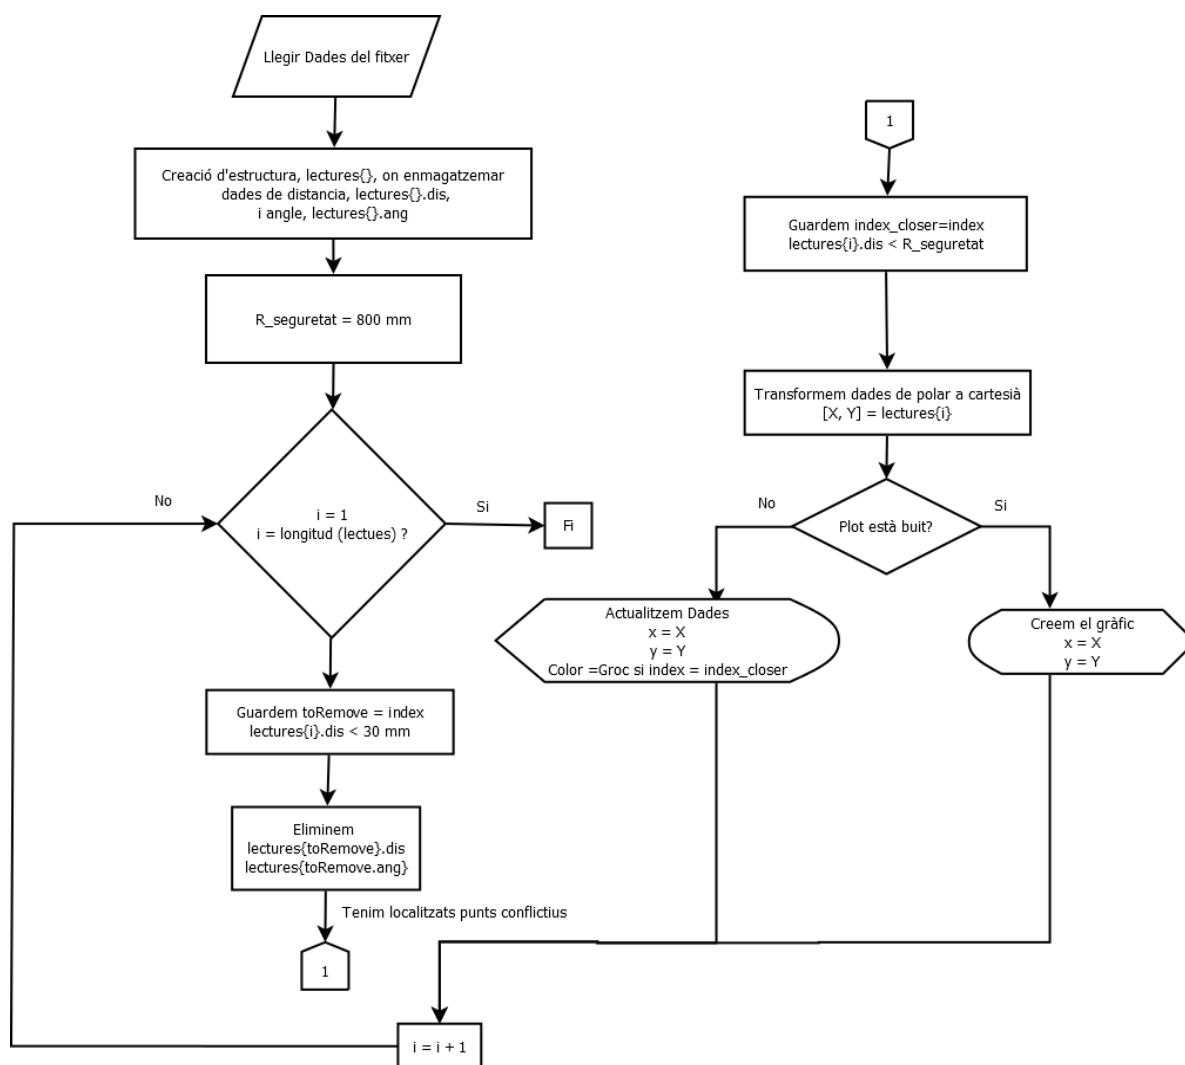 Llegir Dades del fitxer
Creació d'estructura, lectures{}, on enmagatzemar
dades de distancia, lectures{}.dis,
i angle, lectures{}.ang
R_seguretat = 800 mm
No
i = 1
i = longitud (lectues) ?
Si
Fi
Guardem toRemove = index
lectures{i}.dis < 30 mm
Eliminem
lectures{toRemove}.dis
lectures{toRemove.ang}
Tenim localitzats punts conflictius
1
1
Guardem index_closer=index
lectures{i}.dis < R_seguretat
Transformem dades de polar a cartesià
[X, Y] = lectures{i}
No
Plot està buit?
Si
Actualitzem Dades
x = X
y = Y
Color =Groc si index = index_closer
Creem el gràfic
x = X
y = Y
i = i + 1